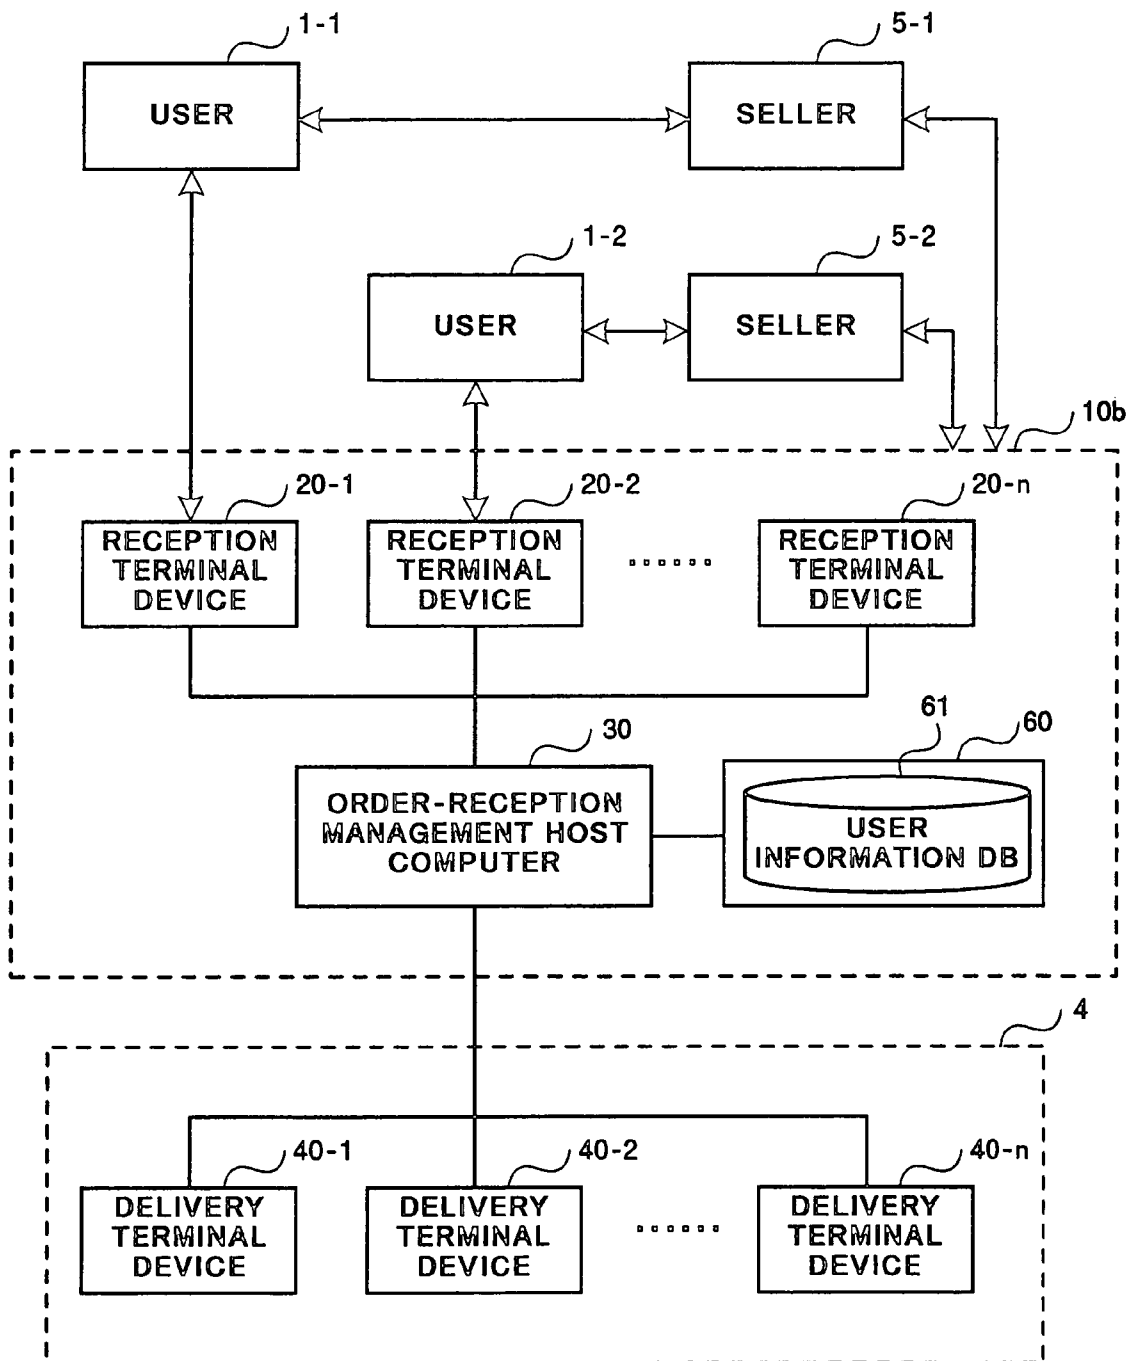 1-1
5-1
USER
SELLER
1-2
5-2
USER
SELLER
10b
20-1
20-2
20-n
RECEPTION
TERMINAL
DEVICE
RECEPTION
TERMINAL
DEVICE
RECEPTION
TERMINAL
DEVICE
30
61
60
ORDER-RECEPTION
MANAGEMENT HOST
COMPUTER
USER
INFORMATION DB
4
40-1
40-2
40-n
DELIVERY
TERMINAL
DEVICE
DELIVERY
TERMINAL
DEVICE
DELIVERY
TERMINAL
DEVICE